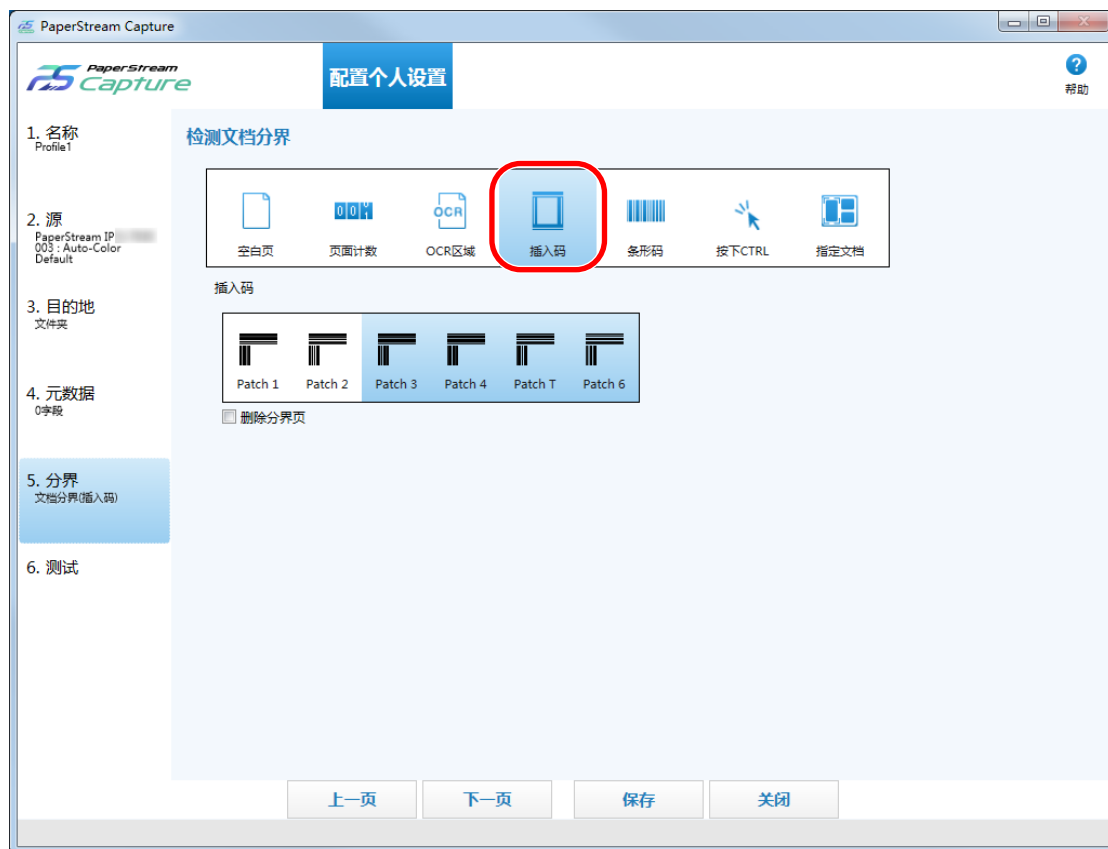 PaperStream Capture
PaperStream
Capture
配置个人设置
帮助
1. 名称
Profile1
2. 源
PaperStream IP
003 : Auto-Color
Default
3. 目的地
文件夹
4. 元数据
0字段
5. 分界
文档分界(插入码)
6. 测试
检测文档分界
空白页 页面计数 OCR区域 插入码 条形码 按下CTRL 指定文档
插入码
Patch 1 Patch 2 Patch 3 Patch 4 Patch T Patch 6
删除分界页
上一页 下一页 保存 关闭